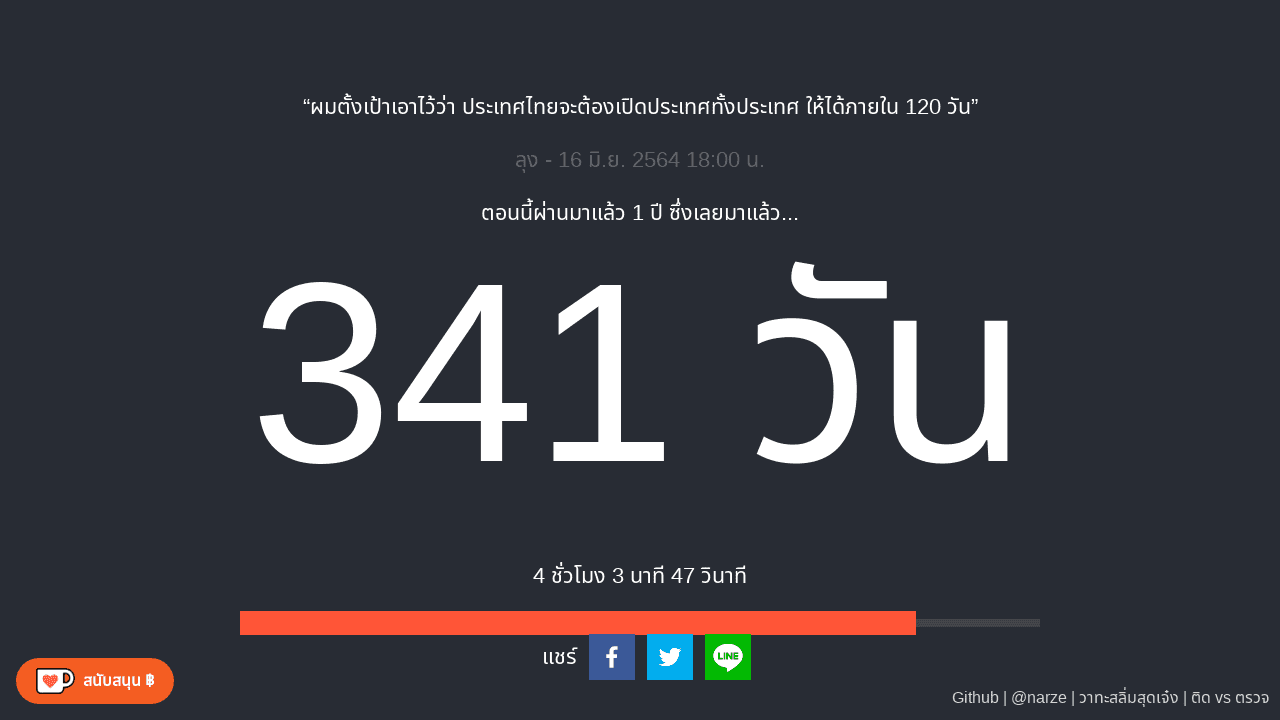 “ผมตั้งเป้าเอาไว้ว่า ประเทศไทยจะต้องเปิดประเทศทั้งประเทศ ให้ได้ภายใน 120 วัน”
ลุง - 16 มิ.ย. 2564 18:00 น.
ตอนนี้ผ่านมาแล้ว 1 ปี ซึ่งเลยมาแล้ว...
341 วัน
4 ชั่วโมง 3 นาที 47 วินาที
แชร์
LINE
สนับสนุน ฿
Github | @narze | วาทะสลิ่มสุดเจ๋ง | ติด vs ตรวจ